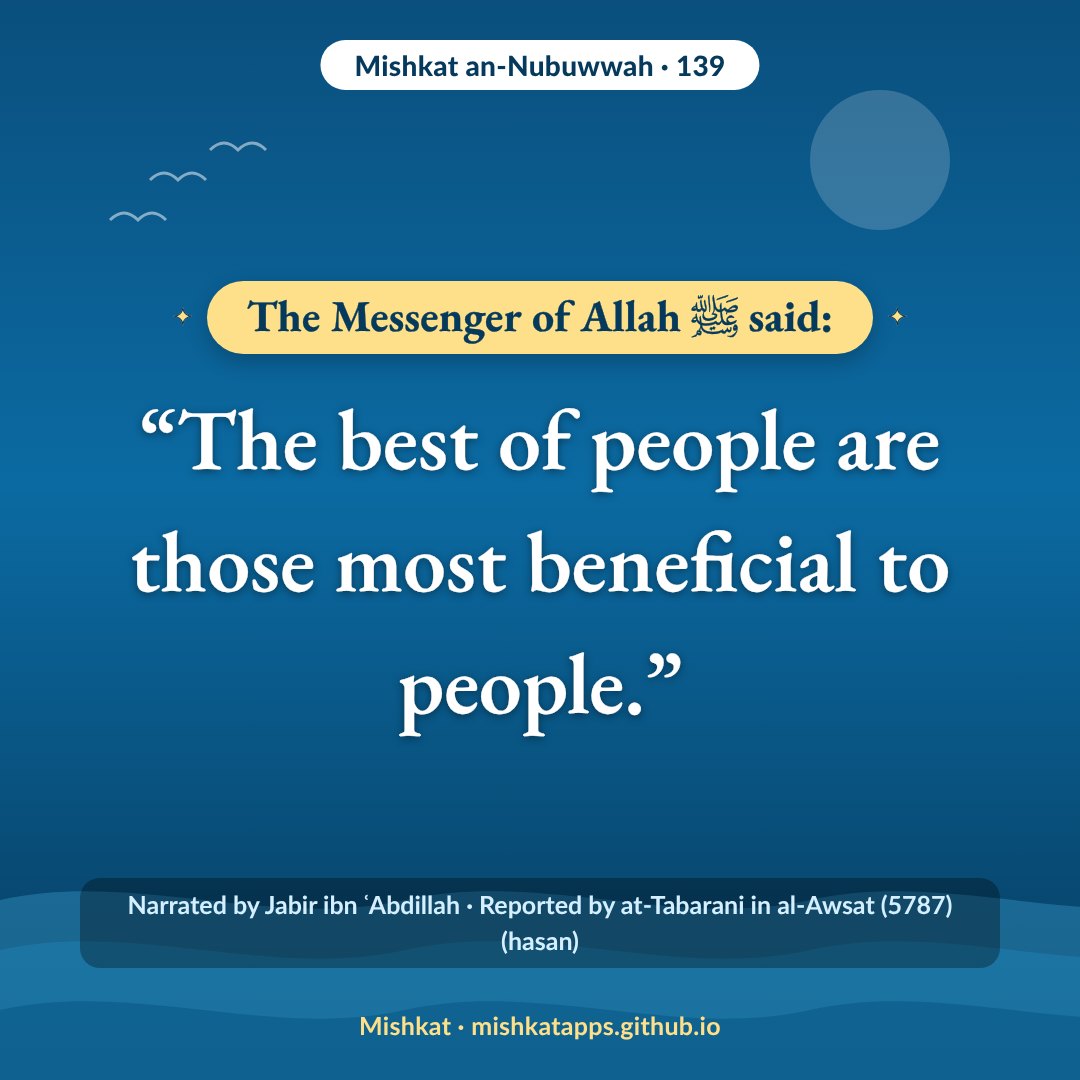 Mishkat an-Nubuwwah · 139
The Messenger of Allah ﷺ said:
“The best of people are
those most beneficial to
people.”
Narrated by Jabir ibn ʿAbdillah · Reported by at-Tabarani in al-Awsat (5787)
(hasan)
Mishkat · mishkatapps.github.io